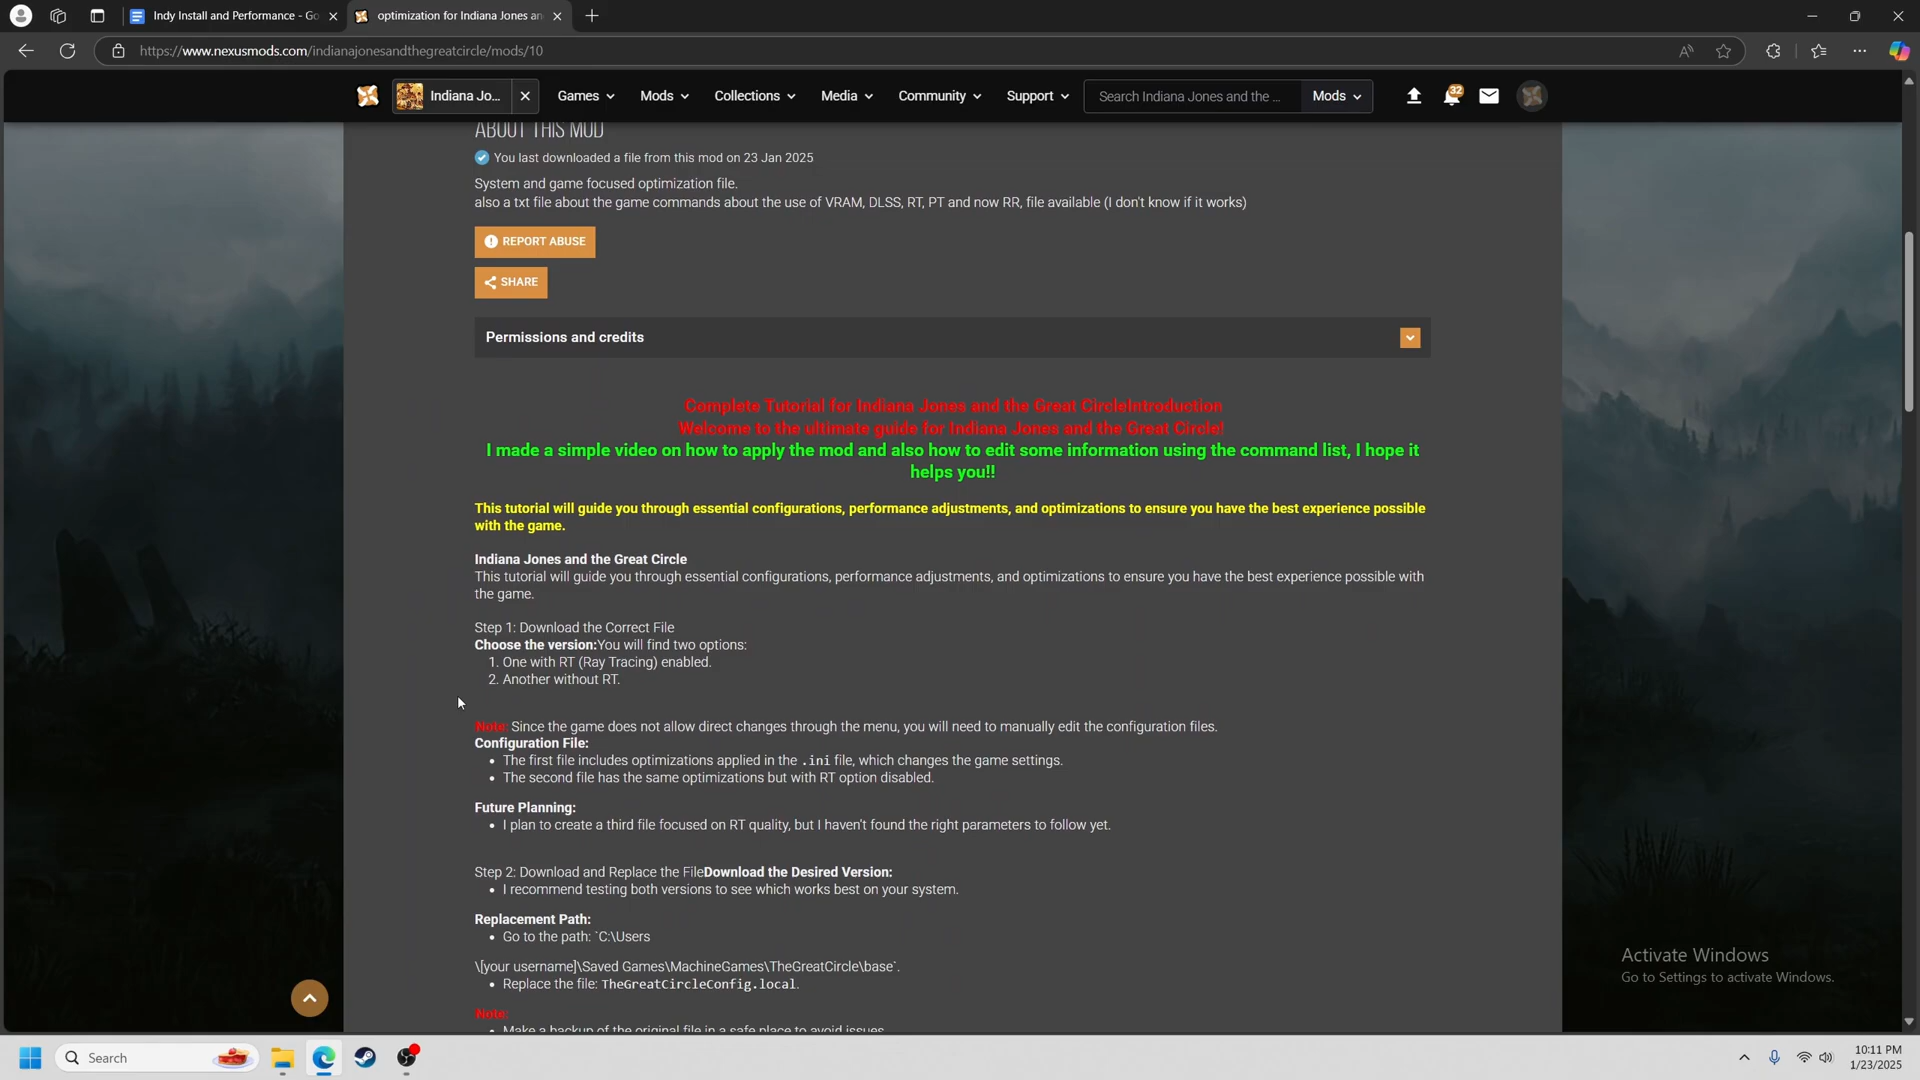 Indy Install and Performance - Go
optimization for Indiana Jones an
https://www.nexusmods.com/indianajonesandthegreatcircle/mods/10
Indiana Jo...
Games
Mods
Collections
Media
Community
Support
Search Indiana Jones and the ...
Mods
32
ABOUT THIS MOD
You last downloaded a file from this mod on 23 Jan 2025
System and game focused optimization file.
also a txt file about the game commands about the use of VRAM, DLSS, RT, PT and now RR, file available (I don't know if it works)
REPORT ABUSE
SHARE
Permissions and credits
Complete Tutorial for Indiana Jones and the Great CircleIntroduction
Welcome to the ultimate guide for Indiana Jones and the Great Circle!
I made a simple video on how to apply the mod and also how to edit some information using the command list, I hope it
helps you!!
This tutorial will guide you through essential configurations, performance adjustments, and optimizations to ensure you have the best experience possible
with the game.
Indiana Jones and the Great Circle
This tutorial will guide you through essential configurations, performance adjustments, and optimizations to ensure you have the best experience possible with
the game.
Step 1: Download the Correct File
Choose the version:You will find two options:
1. One with RT (Ray Tracing) enabled.
2. Another without RT.
Note: Since the game does not allow direct changes through the menu, you will need to manually edit the configuration files.
Configuration File:
• The first file includes optimizations applied in the .ini file, which changes the game settings.
• The second file has the same optimizations but with RT option disabled.
Future Planning:
• I plan to create a third file focused on RT quality, but I haven't found the right parameters to follow yet.
Step 2: Download and Replace the FileDownload the Desired Version:
• I recommend testing both versions to see which works best on your system.
Replacement Path:
• Go to the path: `C:\Users
\[your username]\Saved Games\MachineGames\TheGreatCircle\base`.
• Replace the file: TheGreatCircleConfig.local.
Note:
• Make a backup of the original file in a safe place to avoid issues.
Activate Windows
Go to Settings to activate Windows.
Search
10:11 PM
1/23/2025